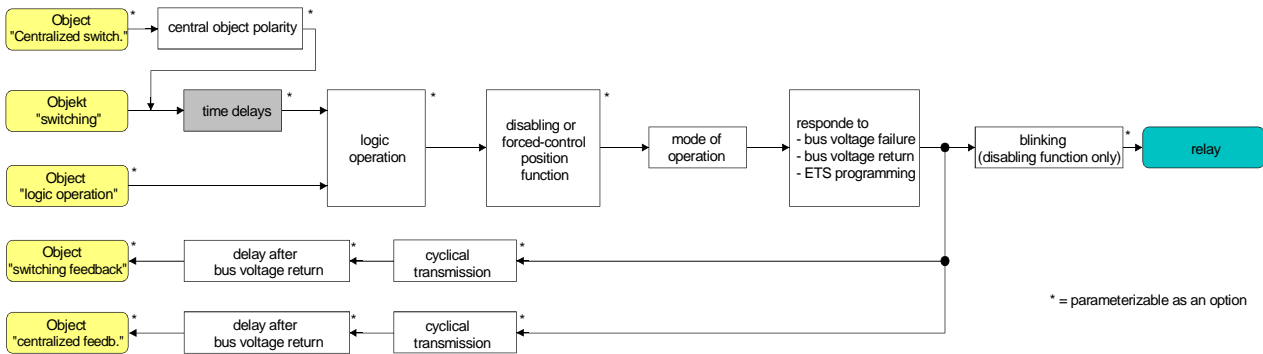 Object
"Centralized switch."
*
central object polarity
*
Objekt
"switching"
time delays
*
Object
"logic operation"
*
logic
operation
*
disabling or
forced-control
position
function
*
mode of
operation
responde to
- bus voltage failure
- bus voltage return
- ETS programming
blinking
(disabling function only)
*
relay
Object
"switching feedback"
*
delay after
bus voltage return
*
cyclical
transmission
*
Object
"centralized feedb."
*
delay after
bus voltage return
*
cyclical
transmission
*
* = parameterizable as an option